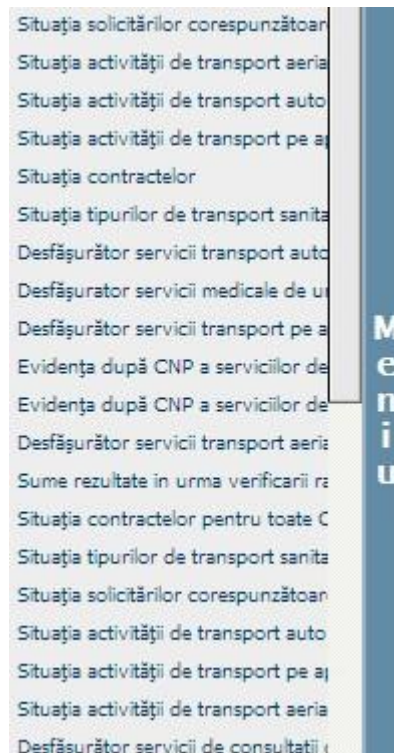 Situația solicitărilor corespunzătoar
Situația activității de transport aeria
Situația activității de transport auto
Situația activității de transport pe a
Situația contractelor
Situația tipurilor de transport sanita
Desfășurător servicii transport auto
Desfășurator servicii medicale de u
Desfășurător servicii transport pe a
Evidența după CNP a serviciilor de
Evidența după CNP a serviciilor de
Desfășurător servicii transport aeria
Sume rezultate in urma verificarii ra
Situația contractelor pentru toate C
Situația tipurilor de transport sanita
Situația solicitărilor corespunzătoar
Situația activității de transport auto
Situația activității de transport pe a
Situația activității de transport aeria
Desfășurător servicii de consultații
Meniu